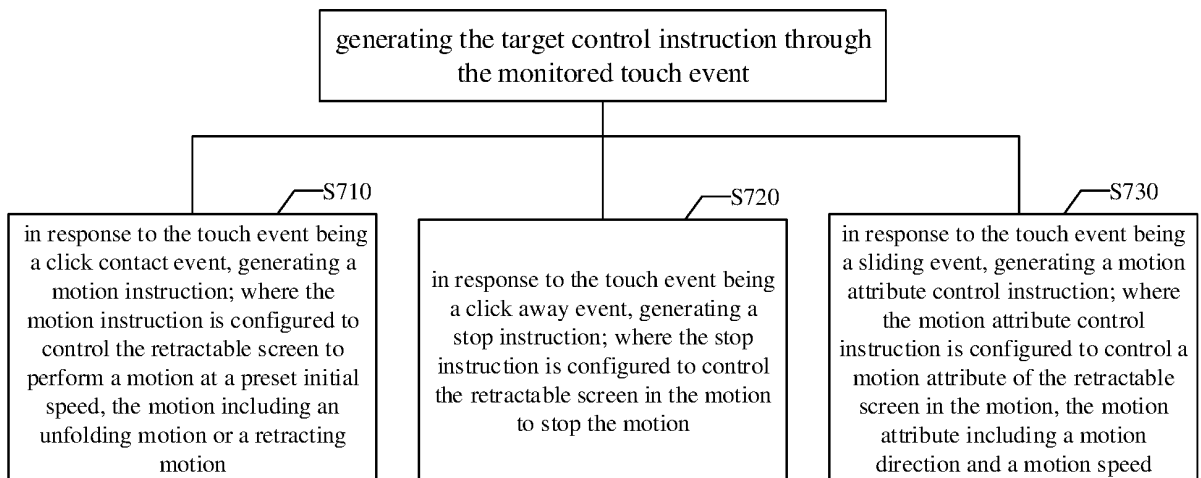 generating the target control instruction through
the monitored touch event
S710
in response to the touch event being
a click contact event, generating a
motion instruction; where the
motion instruction is configured to
control the retractable screen to
perform a motion at a preset initial
speed, the motion including an
unfolding motion or a retracting
motion
S720
in response to the touch event being
a click away event, generating a
stop instruction; where the stop
instruction is configured to control
the retractable screen in the motion
to stop the motion
S730
in response to the touch event being
a sliding event, generating a motion
attribute control instruction; where
the motion attribute control
instruction is configured to control a
motion attribute of the retractable
screen in the motion, the motion
attribute including a motion
direction and a motion speed